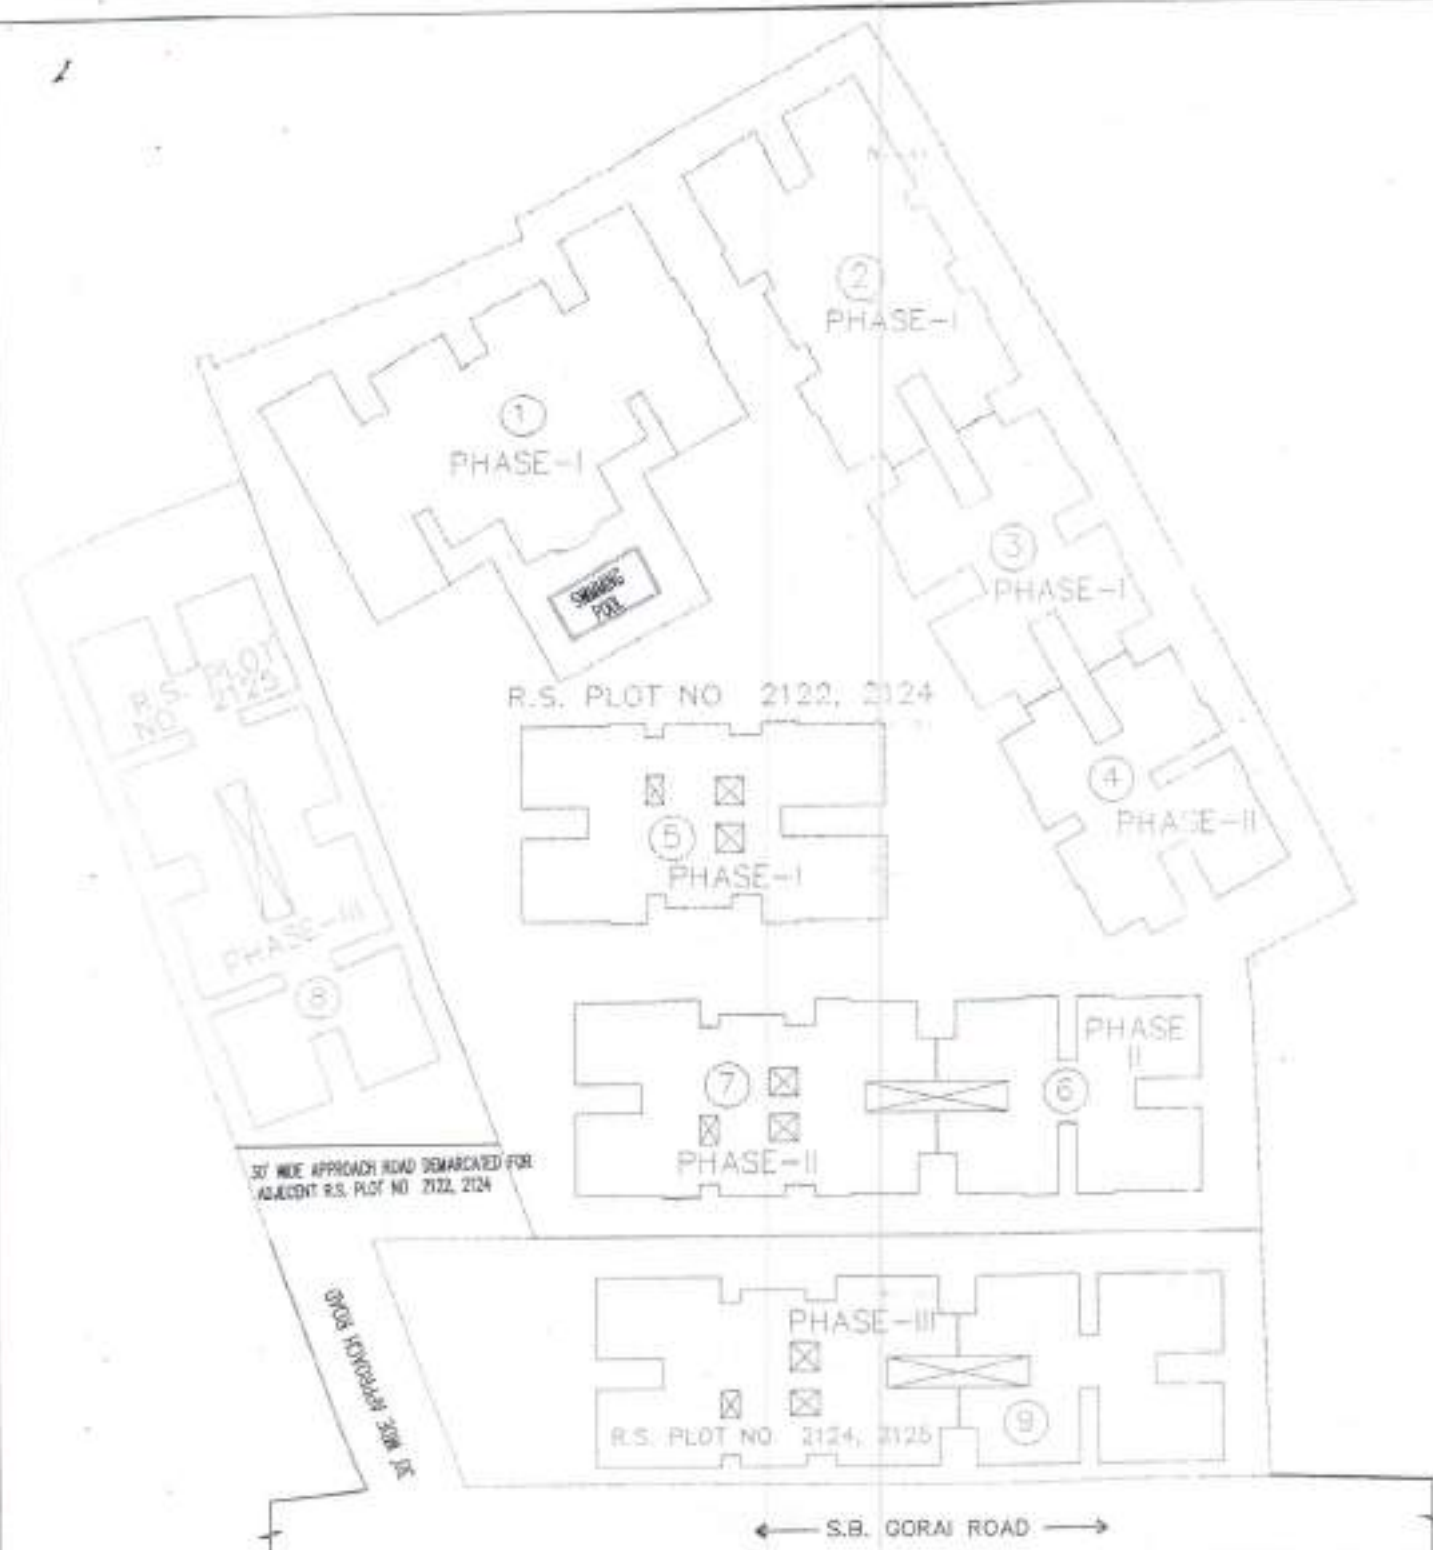 2
PHASE-I
1
PHASE-I
3
PHASE-I
SWIMMING
POOL
R.S. PLOT
NO 2125
R.S. PLOT NO 2122, 2124
4
PHASE-II
5
PHASE-I
PHASE-III
8
PHASE
II
7
6
PHASE-II
30' WIDE APPROACH ROAD DEMARCATED FOR
ADJECENT R.S. PLOT NO 2122, 2124
30' WIDE APPROACH ROAD
PHASE-III
9
R.S. PLOT NO 2124, 2125
S.B. GORAI ROAD